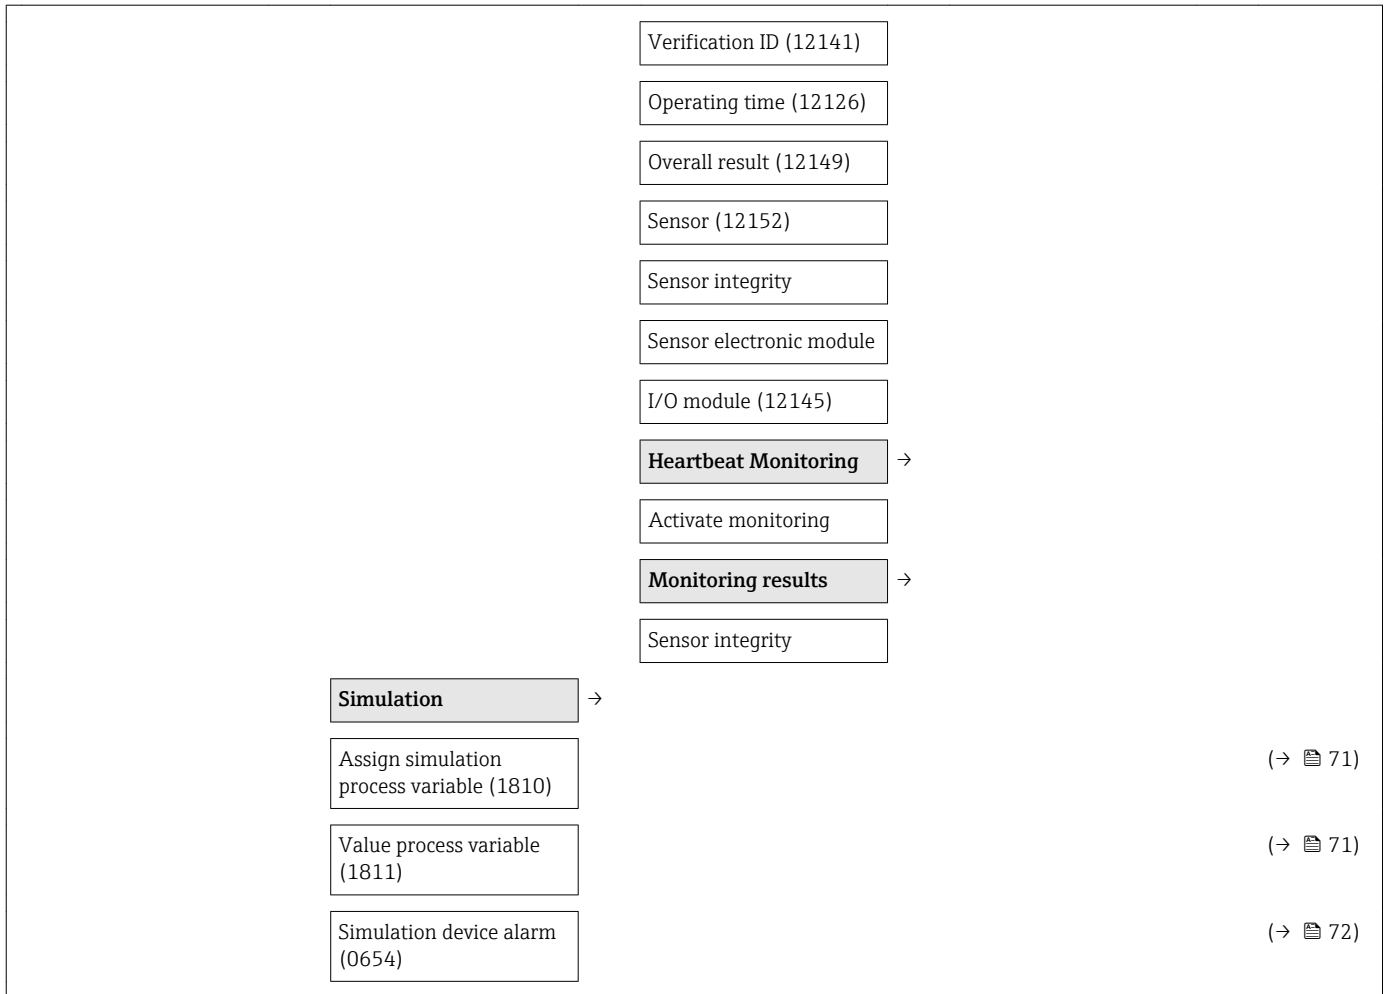 Verification ID (12141)
Operating time (12126)
Overall result (12149)
Sensor (12152)
Sensor integrity
Sensor electronic module
I/O module (12145)
Heartbeat Monitoring →
Activate monitoring
Monitoring results →
Sensor integrity
Simulation →
Assign simulation (→ 🖹 71)
process variable (1810)
Value process variable (→ 🖹 71)
(1811)
Simulation device alarm (→ 🖹 72)
(0654)